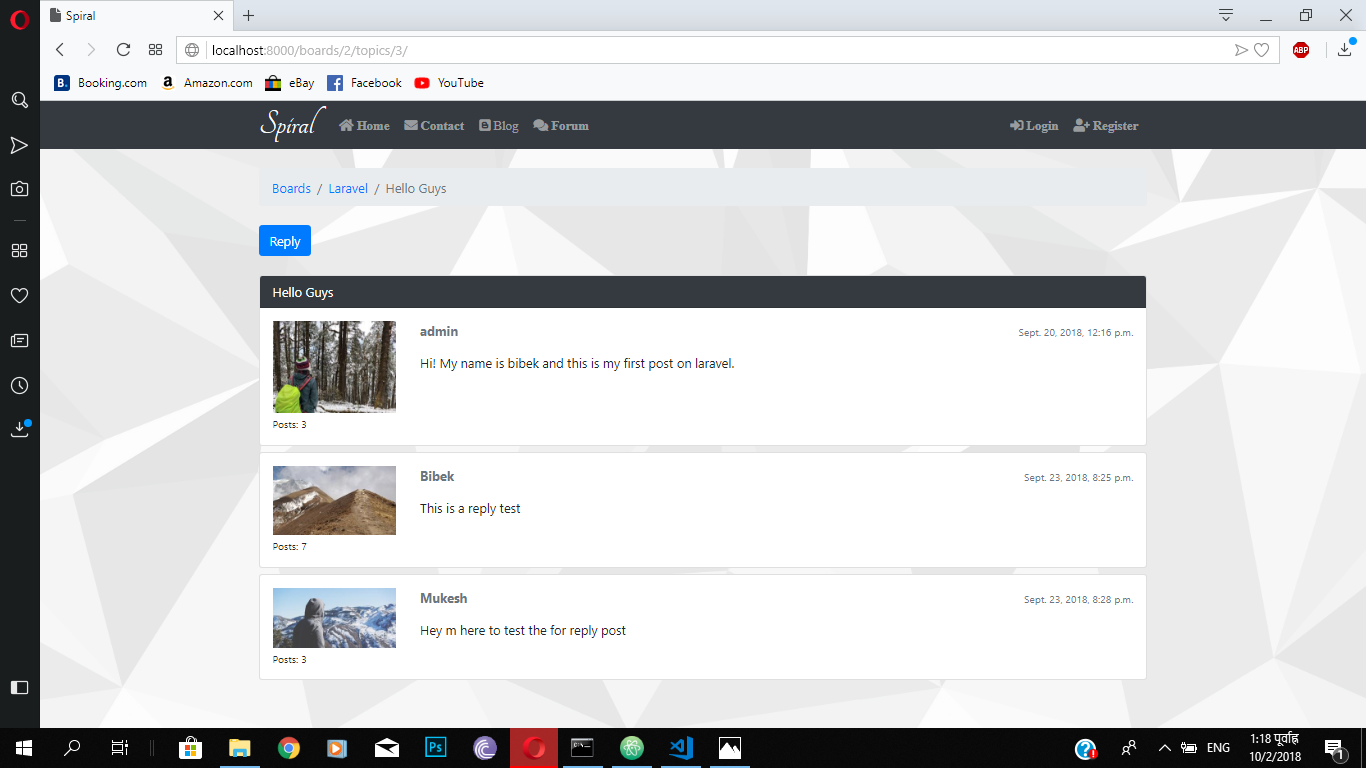 Spiral
localhost:8000/boards/2/topics/3/
ABP
B. Booking.com a Amazon.com eBay Facebook YouTube
Spiral Home Contact Blog Forum Login Register
Boards / Laravel / Hello Guys
Reply
Hello Guys
admin Sept. 20, 2018, 12:16 p.m.
Hi! My name is bibek and this is my first post on laravel.
Posts: 3
Bibek Sept. 23, 2018, 8:25 p.m.
This is a reply test
Posts: 7
Mukesh Sept. 23, 2018, 8:28 p.m.
Hey m here to test the for reply post
Posts: 3
Ps ENG 1:18 पूर्वाह्न
10/2/2018
1